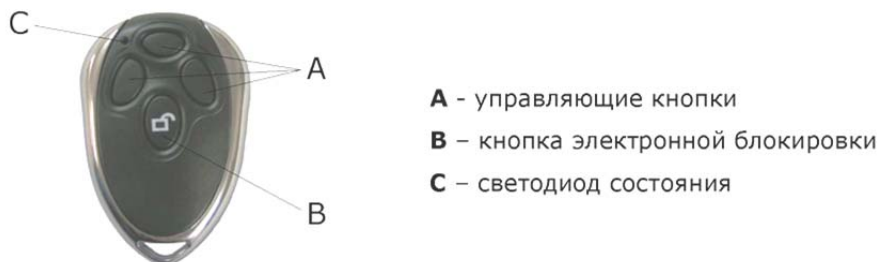 C
A
B
A - управляющие кнопки
B – кнопка электронной блокировки
C – светодиод состояния